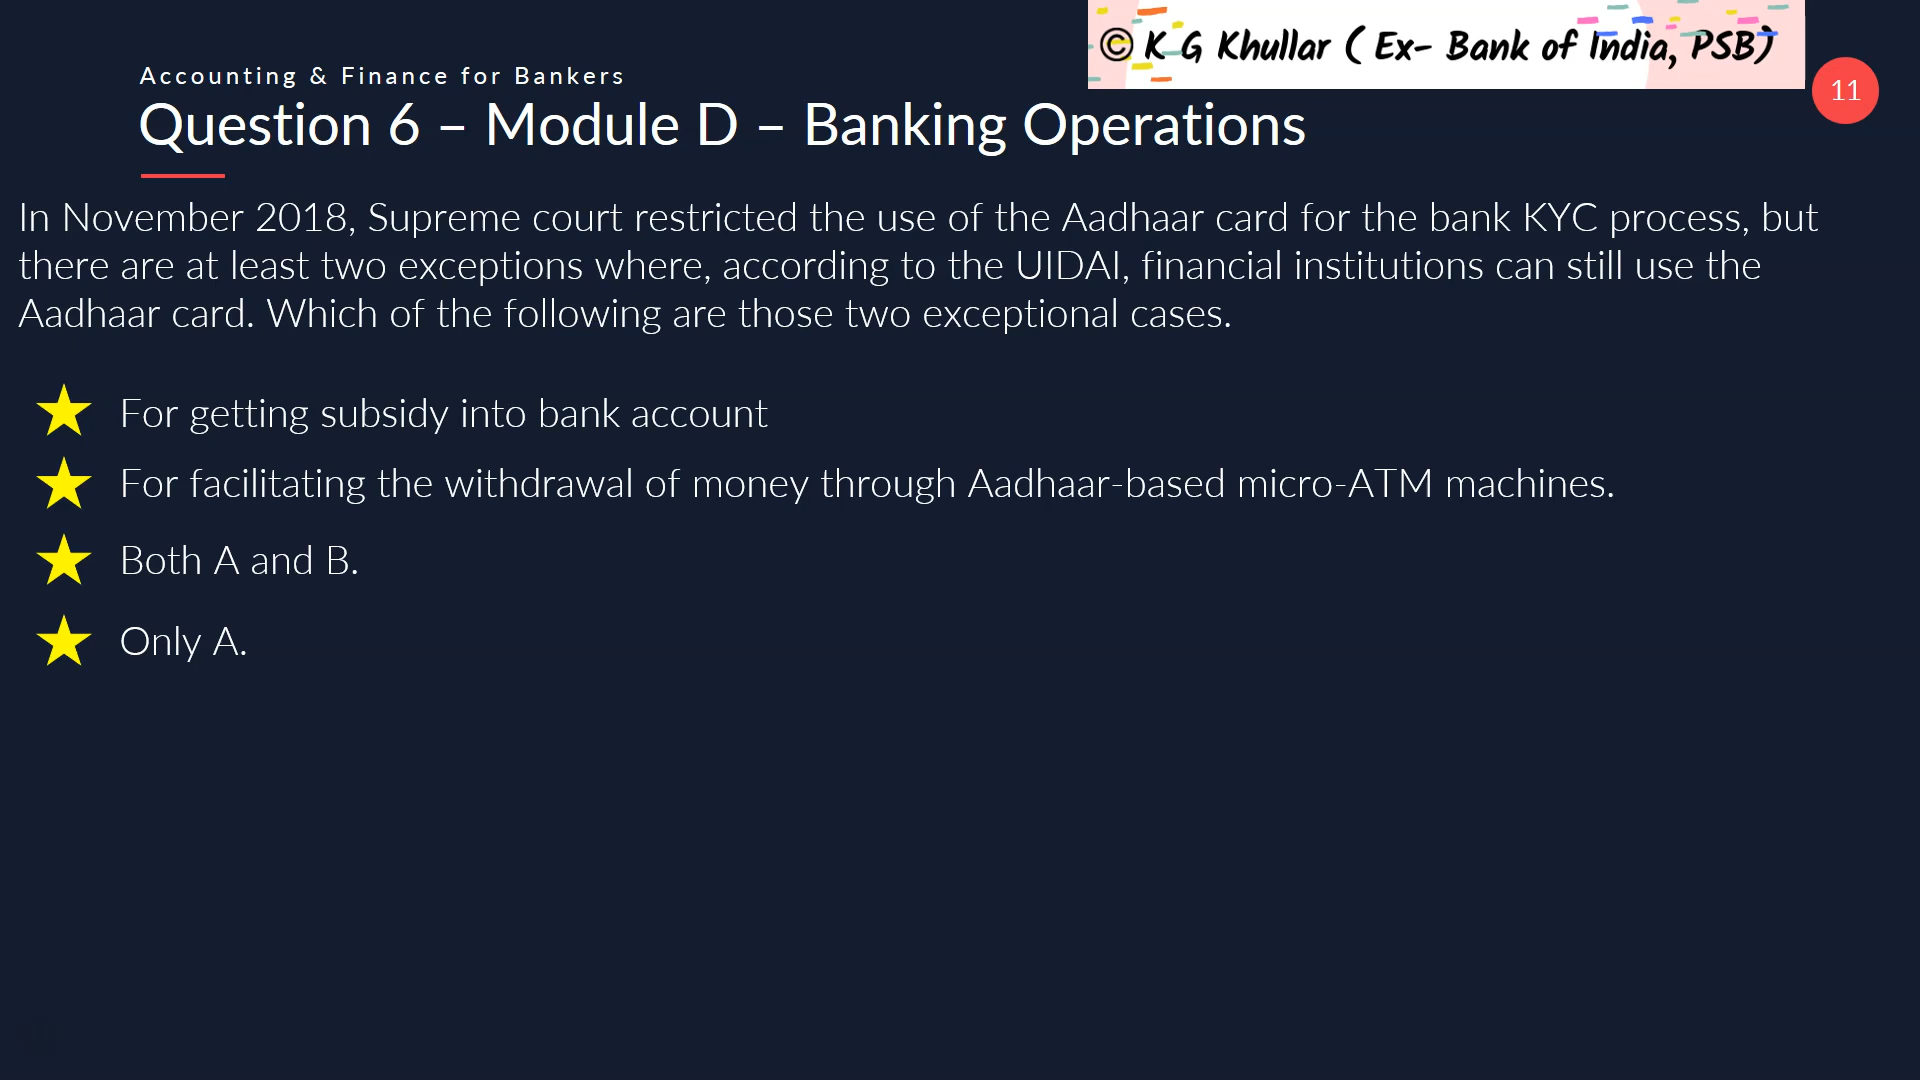 © K G Khullar ( Ex- Bank of India, PSB)
Accounting & Finance for Bankers
11
Question 6 – Module D – Banking Operations
In November 2018, Supreme court restricted the use of the Aadhaar card for the bank KYC process, but
there are at least two exceptions where, according to the UIDAI, financial institutions can still use the
Aadhaar card. Which of the following are those two exceptional cases.
For getting subsidy into bank account
For facilitating the withdrawal of money through Aadhaar-based micro-ATM machines.
Both A and B.
Only A.